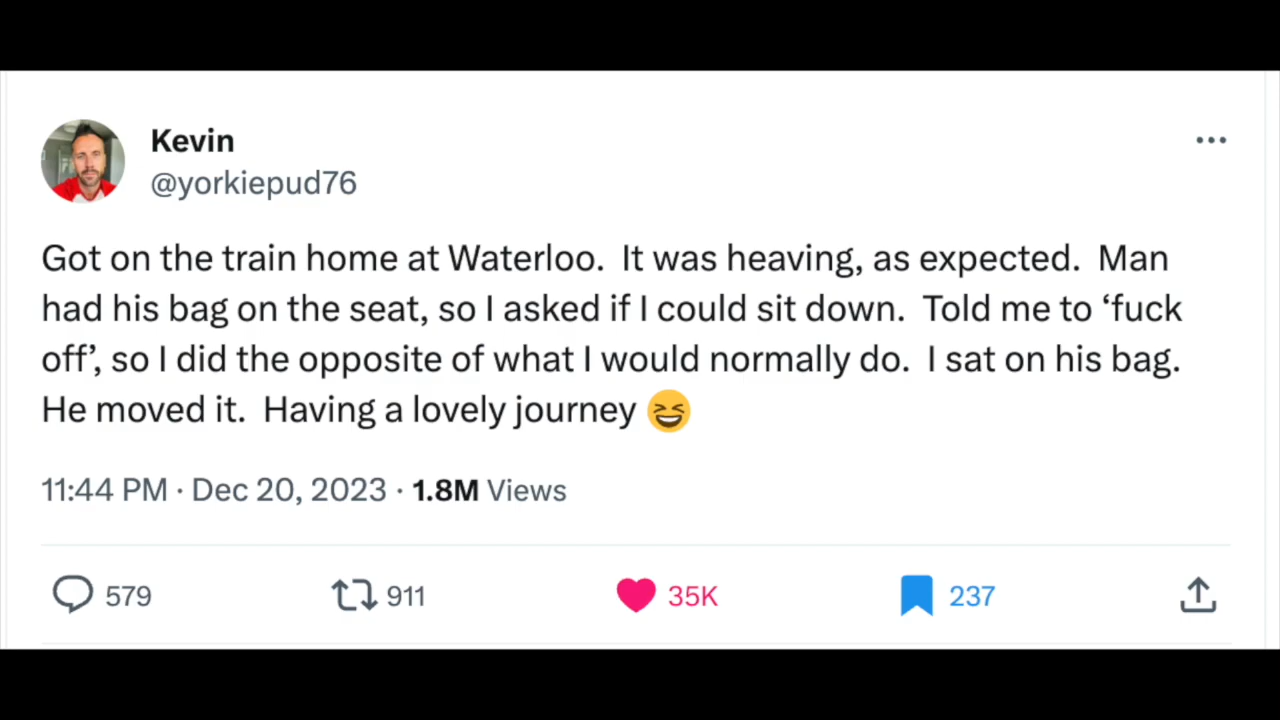 Kevin
@yorkiepud76
Got on the train home at Waterloo.  It was heaving, as expected.  Man
had his bag on the seat, so I asked if I could sit down.  Told me to ‘fuck
off’, so I did the opposite of what I would normally do.  I sat on his bag.
He moved it.  Having a lovely journey 😆
11:44 PM · Dec 20, 2023 · 1.8M Views
579 911 35K 237